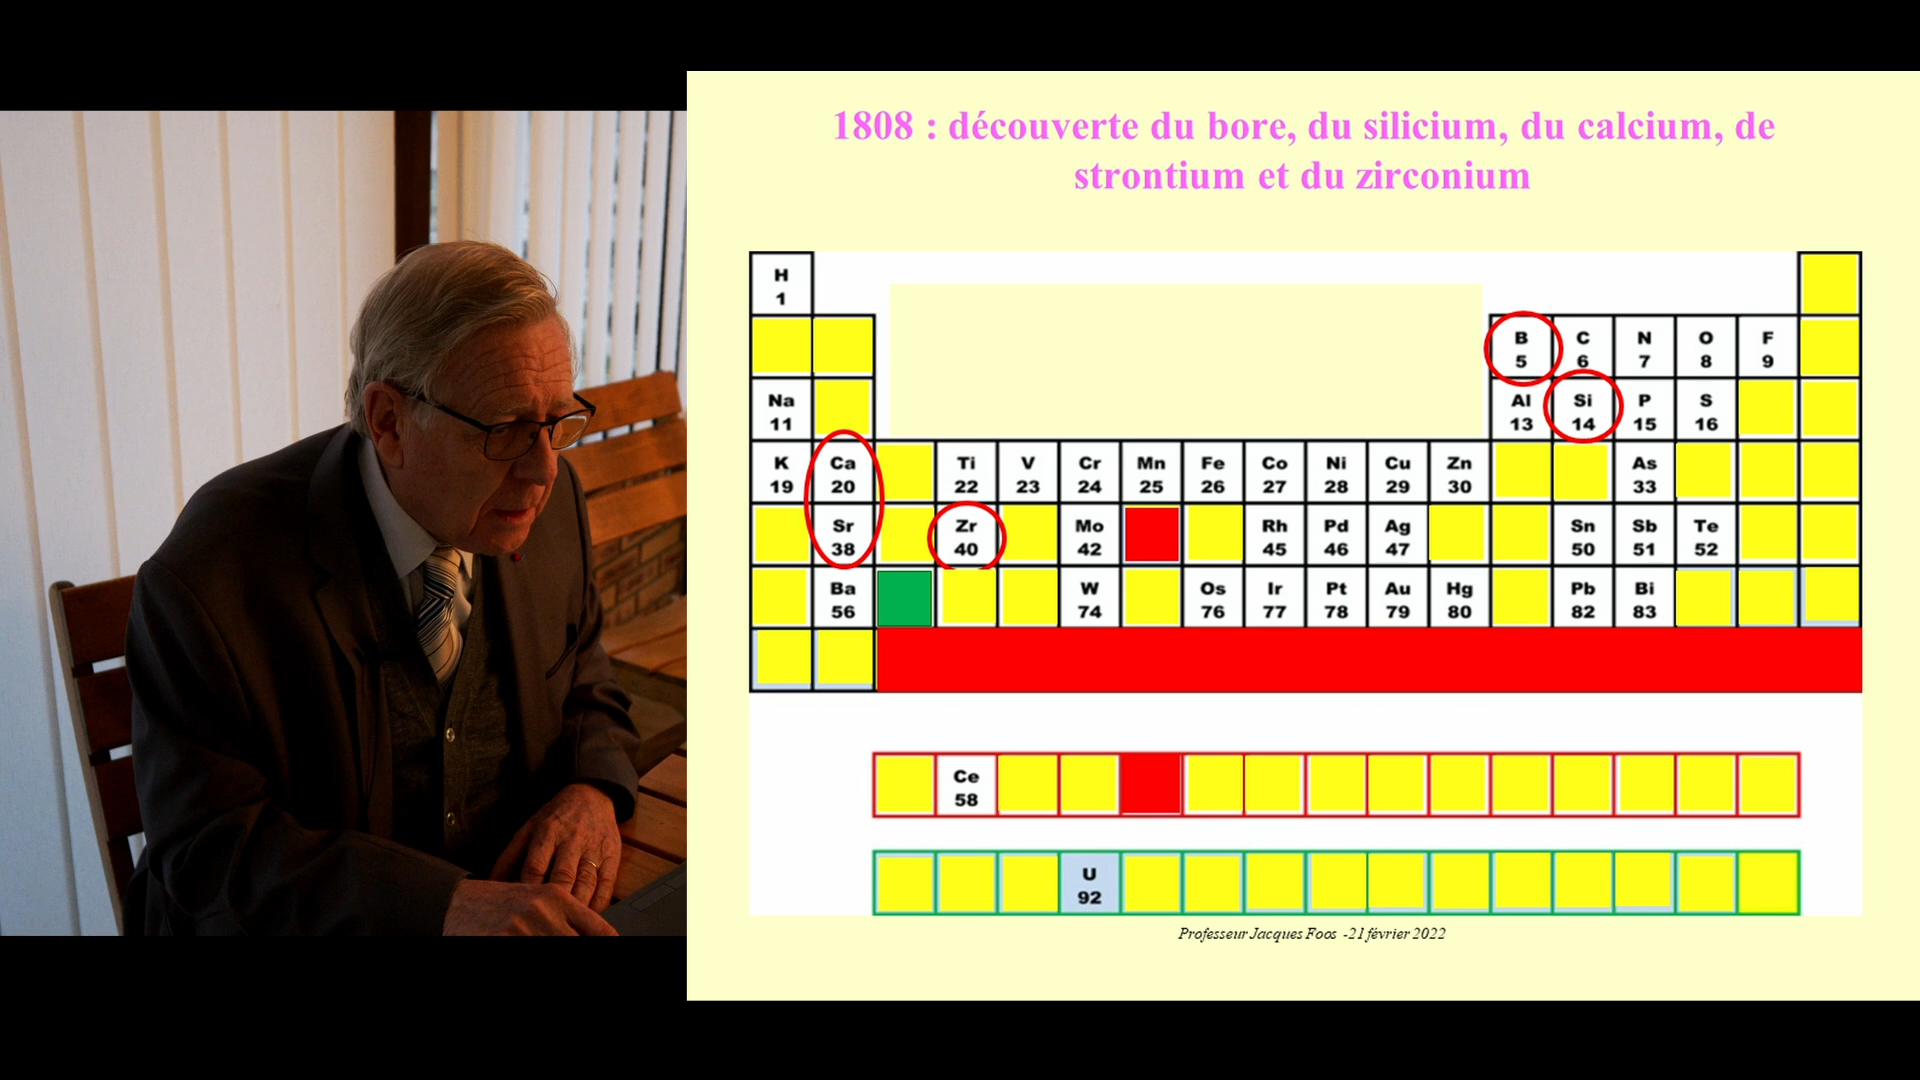 1808 : découverte du bore, du silicium, du calcium, de
strontium et du zirconium
H
1
B C N O F
5 6 7 8 9
Na Al Si P S
11 13 14 15 16
K Ca Ti V Cr Mn Fe Co Ni Cu Zn As
19 20 22 23 24 25 26 27 28 29 30 33
Sr Zr Mo Rh Pd Ag Sn Sb Te
38 40 42 45 46 47 50 51 52
Ba W Os Ir Pt Au Hg Pb Bi
56 74 76 77 78 79 80 82 83
Ce
58
U
92
Professeur Jacques Foos -21 février 2022